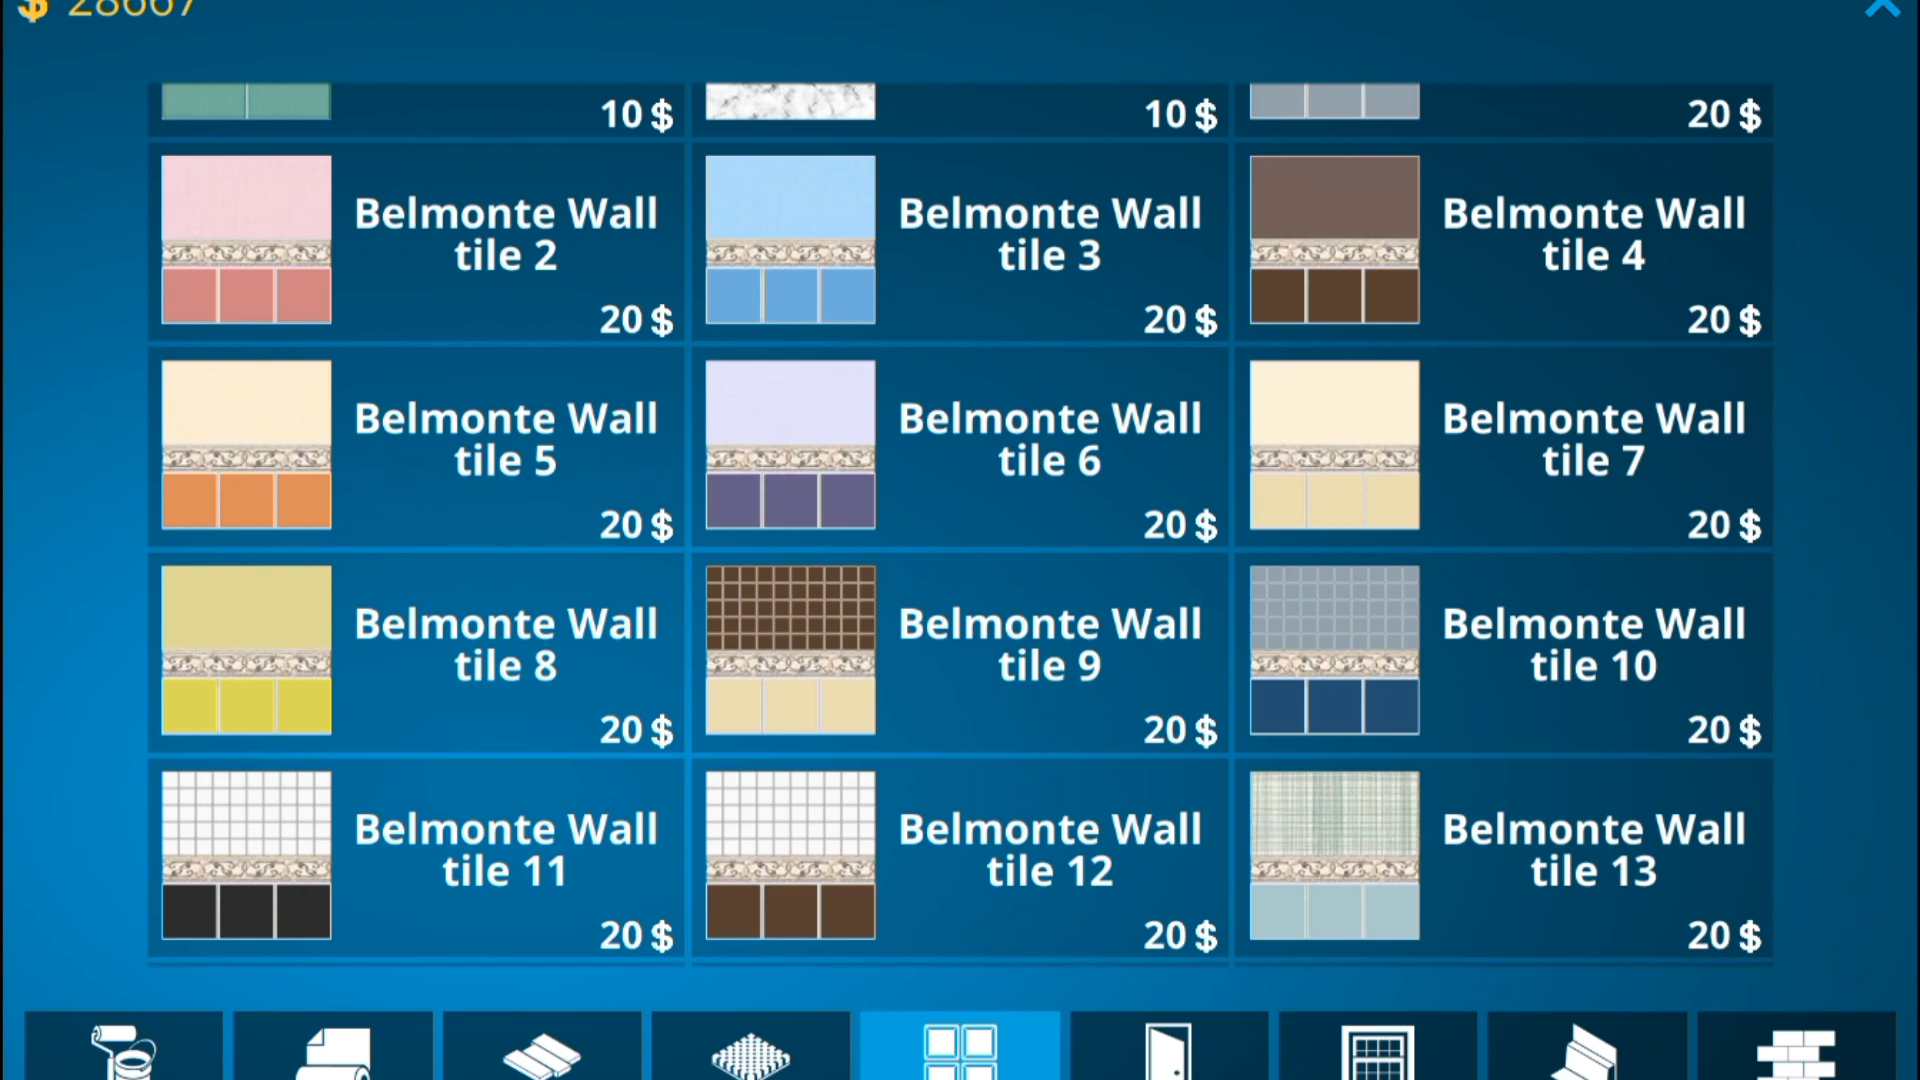 $ 28667
10 $ 10 $ 20 $
Belmonte Wall
tile 2
20 $
Belmonte Wall
tile 3
20 $
Belmonte Wall
tile 4
20 $
Belmonte Wall
tile 5
20 $
Belmonte Wall
tile 6
20 $
Belmonte Wall
tile 7
20 $
Belmonte Wall
tile 8
20 $
Belmonte Wall
tile 9
20 $
Belmonte Wall
tile 10
20 $
Belmonte Wall
tile 11
20 $
Belmonte Wall
tile 12
20 $
Belmonte Wall
tile 13
20 $